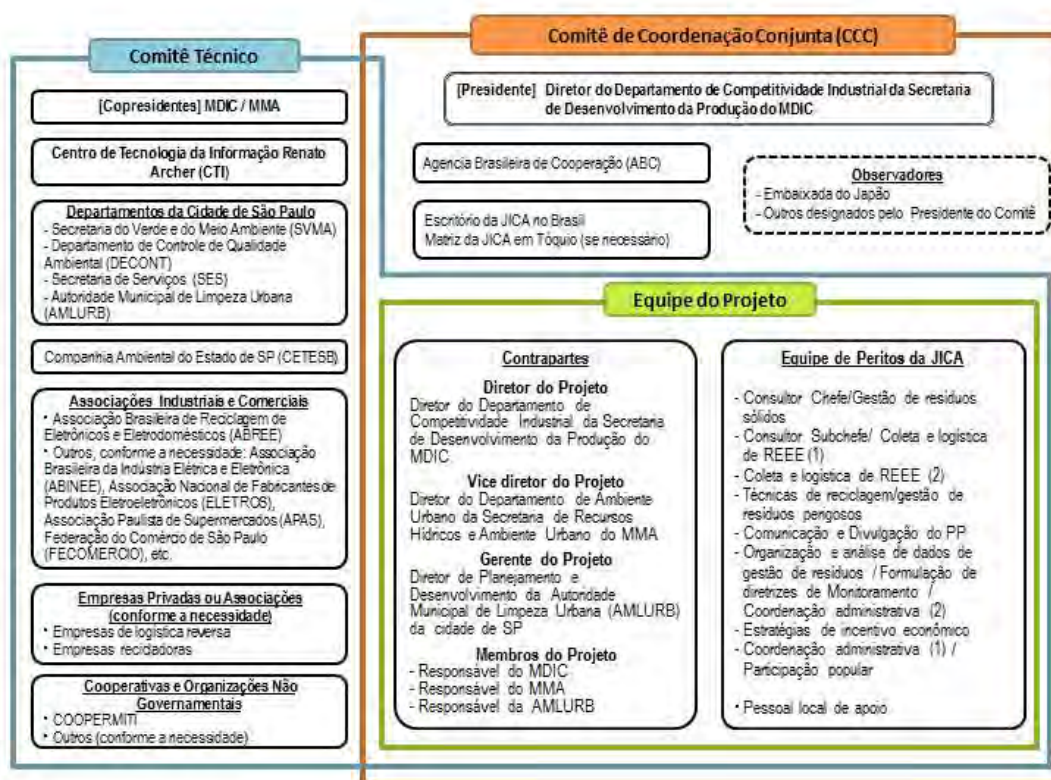 Comitê Técnico
[Copresidentes] MDIC / MMA
Centro de Tecnologia da Informação Renato
Archer (CTI)
Departamentos da Cidade de São Paulo
- Secretaria do Verde e do Meio Ambiente (SVMA)
- Departamento de Controle de Qualidade
Ambiental (DECONT)
- Secretaria de Serviços (SES)
- Autoridade Municipal de Limpeza Urbana
(AMLURB)
Companhia Ambiental do Estado de SP (CETESB)
Associações Industriais e Comerciais
• Associação Brasileira de Reciclagem de
Eletrônicos e Eletrodomésticos (ABREE)
• Outros, conforme a necessidade: Associação
Brasileira da Indústria Elétrica e Eletrônica
(ABINEE), Associação Nacional de Fabricantes de
Produtos Eletroeletrônicos (ELETROS),
Associação Paulista de Supermercados (APAS),
Federação do Comércio de São Paulo
(FECOMERCIO), etc.
Empresas Privadas ou Associações
(conforme a necessidade)
• Empresas de logística reversa
• Empresas recicladoras
Cooperativas e Organizações Não
Governamentais
• COOPERMITI
• Outros (conforme a necessidade)
Comitê de Coordenação Conjunta (CCC)
[Presidente] Diretor do Departamento de Competitividade Industrial da Secretaria
de Desenvolvimento da Produção do MDIC
Agencia Brasileira de Cooperação (ABC)
Escritório da JICA no Brasil
Matriz da JICA em Tóquio (se necessário)
Observadores
- Embaixada do Japão
- Outros designados pelo Presidente do Comitê
Equipe do Projeto
Contrapartes
Diretor do Projeto
Diretor do Departamento de
Competitividade Industrial da Secretaria
de Desenvolvimento da Produção do
MDIC
Vice diretor do Projeto
Diretor do Departamento de Ambiente
Urbano da Secretaria de Recursos
Hídricos e Ambiente Urbano do MMA
Gerente do Projeto
Diretor de Planejamento e
Desenvolvimento da Autoridade
Municipal de Limpeza Urbana (AMLURB)
da cidade de SP
Membros do Projeto
- Responsável do MDIC
- Responsável do MMA
- Responsável da AMLURB
Equipe de Peritos da JICA
- Consultor Chefe/Gestão de resíduos
sólidos
- Consultor Subchefe/ Coleta e logística
de REEE (1)
- Coleta e logística de REEE (2)
- Técnicas de reciclagem/gestão de
resíduos perigosos
- Comunicação e Divulgação do PP
- Organização e análise de dados de
gestão de resíduos / Formulação de
diretrizes de Monitoramento /
Coordenação administrativa (2)
- Estratégias de incentivo econômico
- Coordenação administrativa (1) /
Participação popular
• Pessoal local de apoio